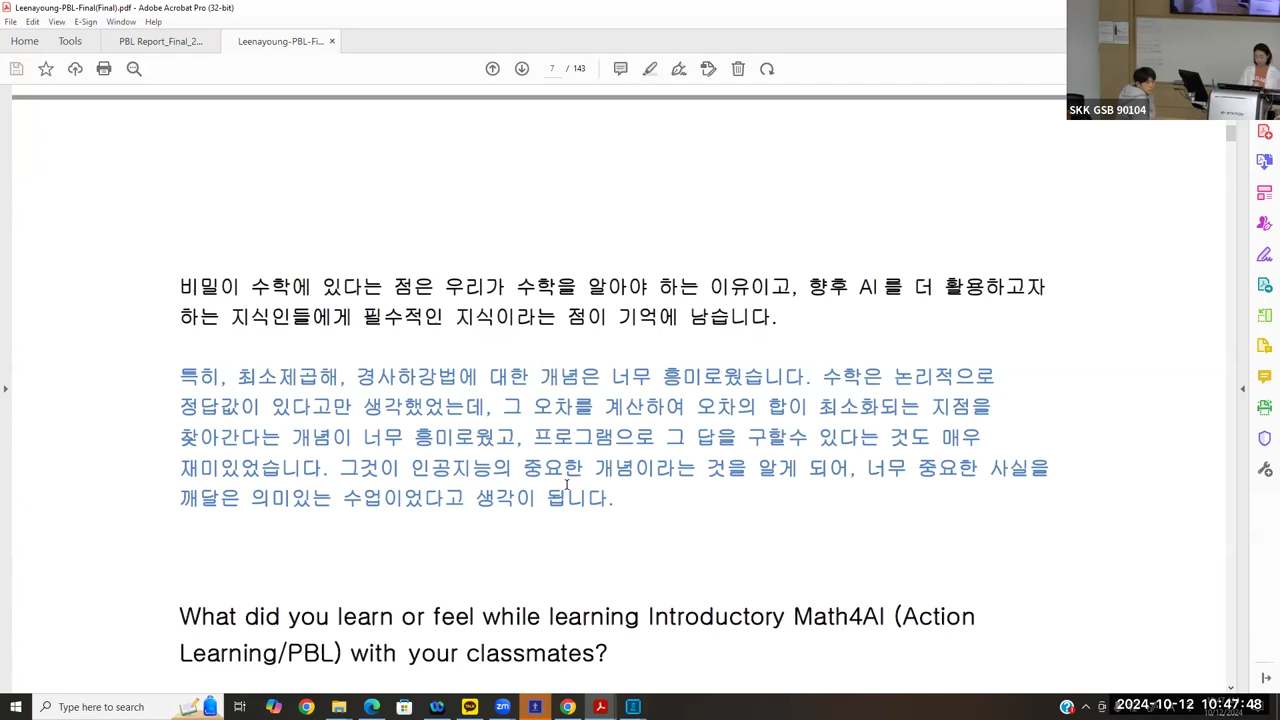 Leenayoung-PBL-Final(Final).pdf - Adobe Acrobat Pro (32-bit)
File Edit View E-Sign Window Help
Home Tools PBL Report_Final_2... Leenayoung-PBL-Fi... ×
7 / 143
SKK GSB 90104
비밀이 수학에 있다는 점은 우리가 수학을 알아야 하는 이유이고, 향후 AI 를 더 활용하고자
하는 지식인들에게 필수적인 지식이라는 점이 기억에 남습니다.
특히, 최소제곱해, 경사하강법에 대한 개념은 너무 흥미로웠습니다. 수학은 논리적으로
정답값이 있다고만 생각했었는데, 그 오차를 계산하여 오차의 합이 최소화되는 지점을
찾아간다는 개념이 너무 흥미로웠고, 프로그램으로 그 답을 구할수 있다는 것도 매우
재미있었습니다. 그것이 인공지능의 중요한 개념이라는 것을 알게 되어, 너무 중요한 사실을
깨달은 의미있는 수업이었다고 생각이 됩니다.
What did you learn or feel while learning Introductory Math4AI (Action
Learning/PBL) with your classmates?
Type here to search
2024-10-12 10:47:48